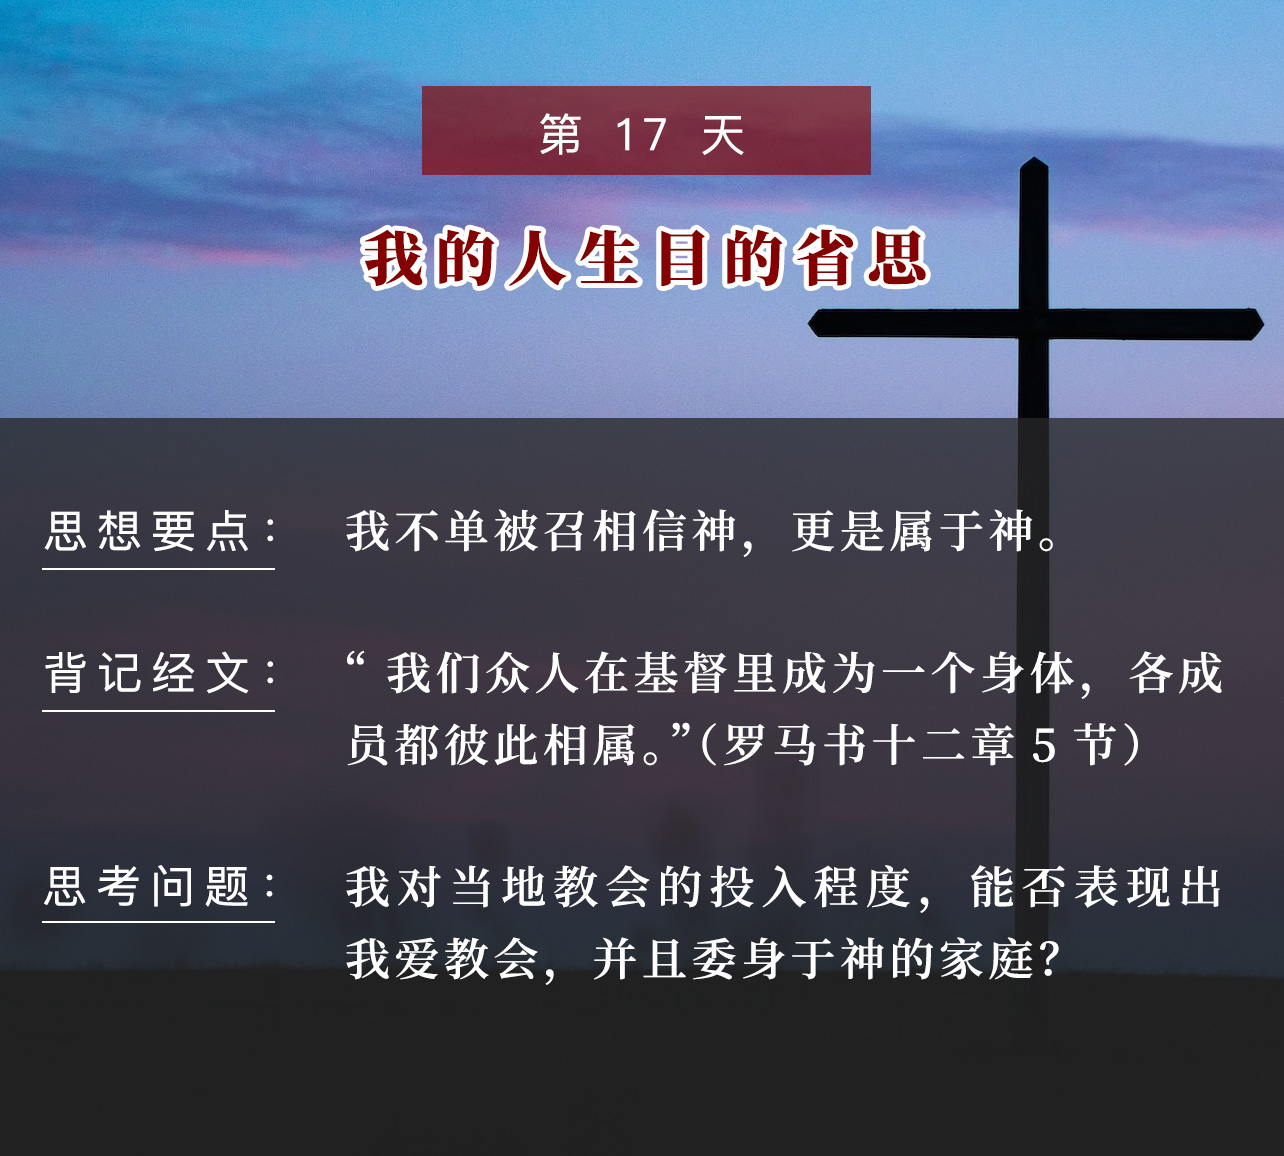 第 17 天
我的人生目的省思
思想要点： 我不单被召相信神，更是属于神。
背记经文： “ 我们众人在基督里成为一个身体，各成
员都彼此相属。”（罗马书十二章 5 节）
思考问题： 我对当地教会的投入程度，能否表现出
我爱教会，并且委身于神的家庭？